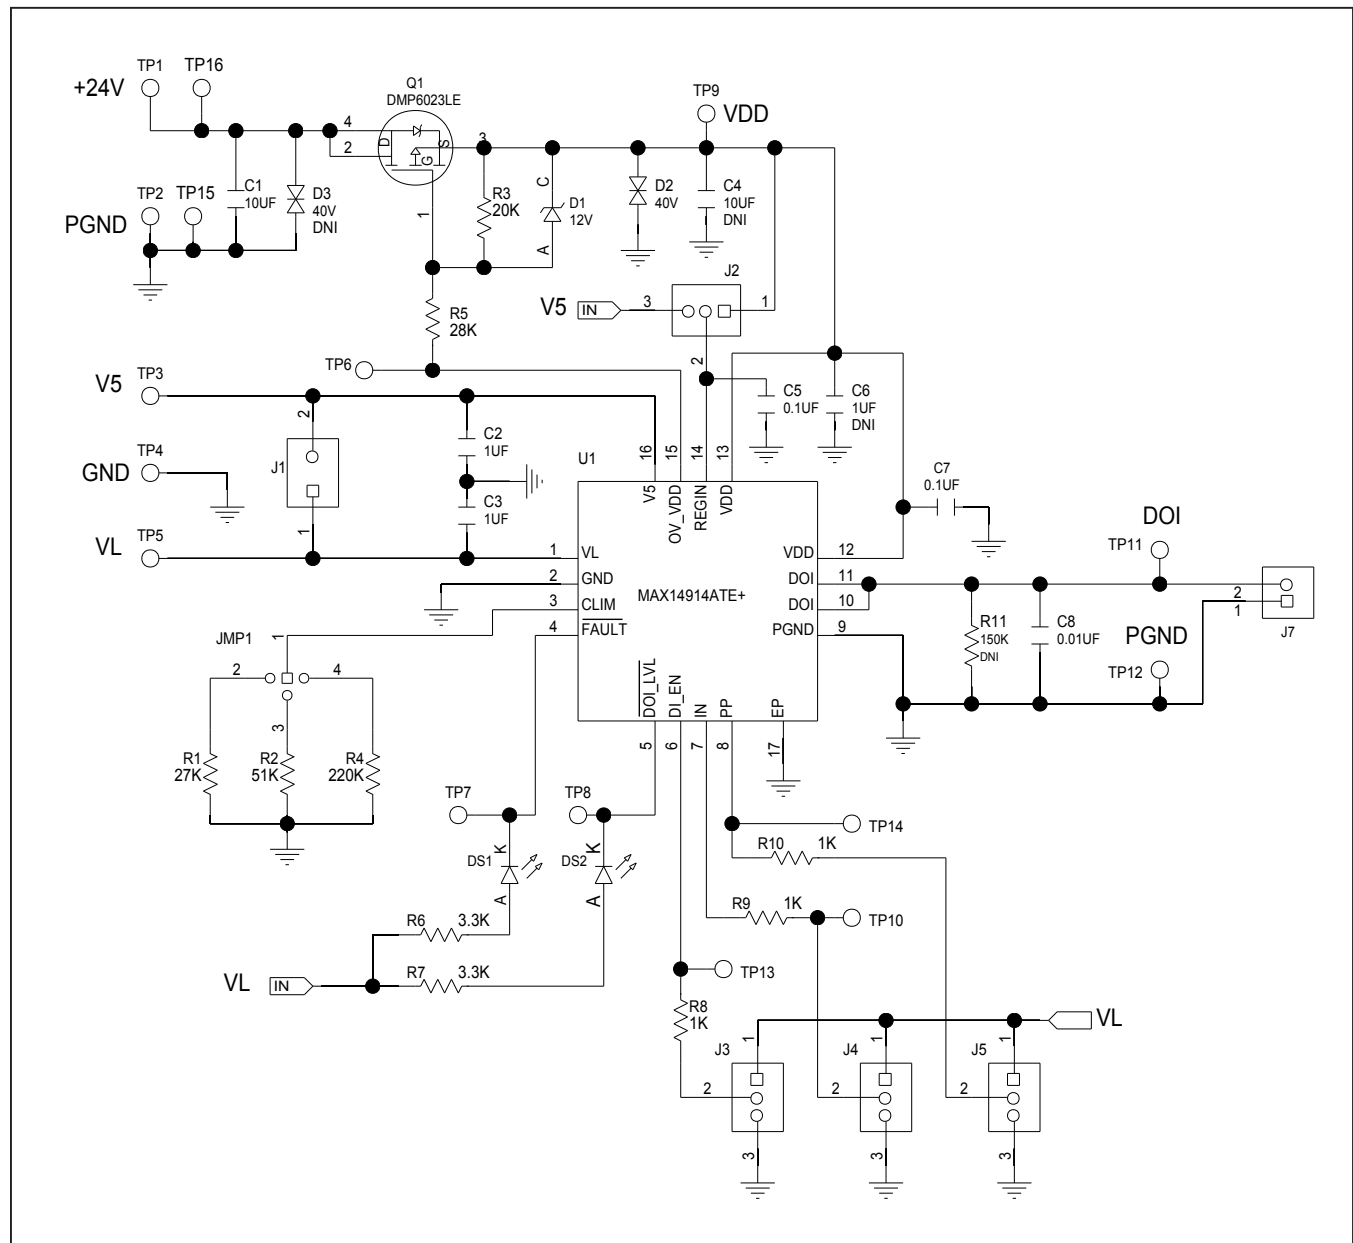 TP1
TP16
+24V
Q1
DMP6023LE
TP9
VDD
4
2
D
G
S
3
C1
10UF
D3
40V
DNI
TP2
TP15
PGND
1
R3
20K
C
D1
12V
A
D2
40V
C4
10UF
DNI
J2
V5
IN
3
1
2
R5
28K
TP6
V5
TP3
2
J1
1
C2
1UF
C3
1UF
GND
TP4
VL
TP5
C5
0.1UF
C6
1UF
DNI
C7
0.1UF
U1
16
15
14
13
V5
OV_VDD
REGIN
VDD
1
VL
2
GND
3
CLIM
4
FAULT
MAX14914ATE+
VDD
12
DOI
11
DOI
10
PGND
9
DOI_LVL
DI_EN
IN
PP
EP
5
6
7
8
17
DOI
TP11
R11
150K
DNI
C8
0.01UF
PGND
TP12
2
1
J7
JMP1
1
2
4
3
R1
27K
R2
51K
R4
220K
TP7
TP8
DS1
K
A
DS2
K
A
R6
3.3K
R7
3.3K
VL
IN
TP14
R10
1K
R9
1K
TP10
TP13
R8
1K
VL
J3
1
2
3
J4
1
2
3
J5
1
2
3